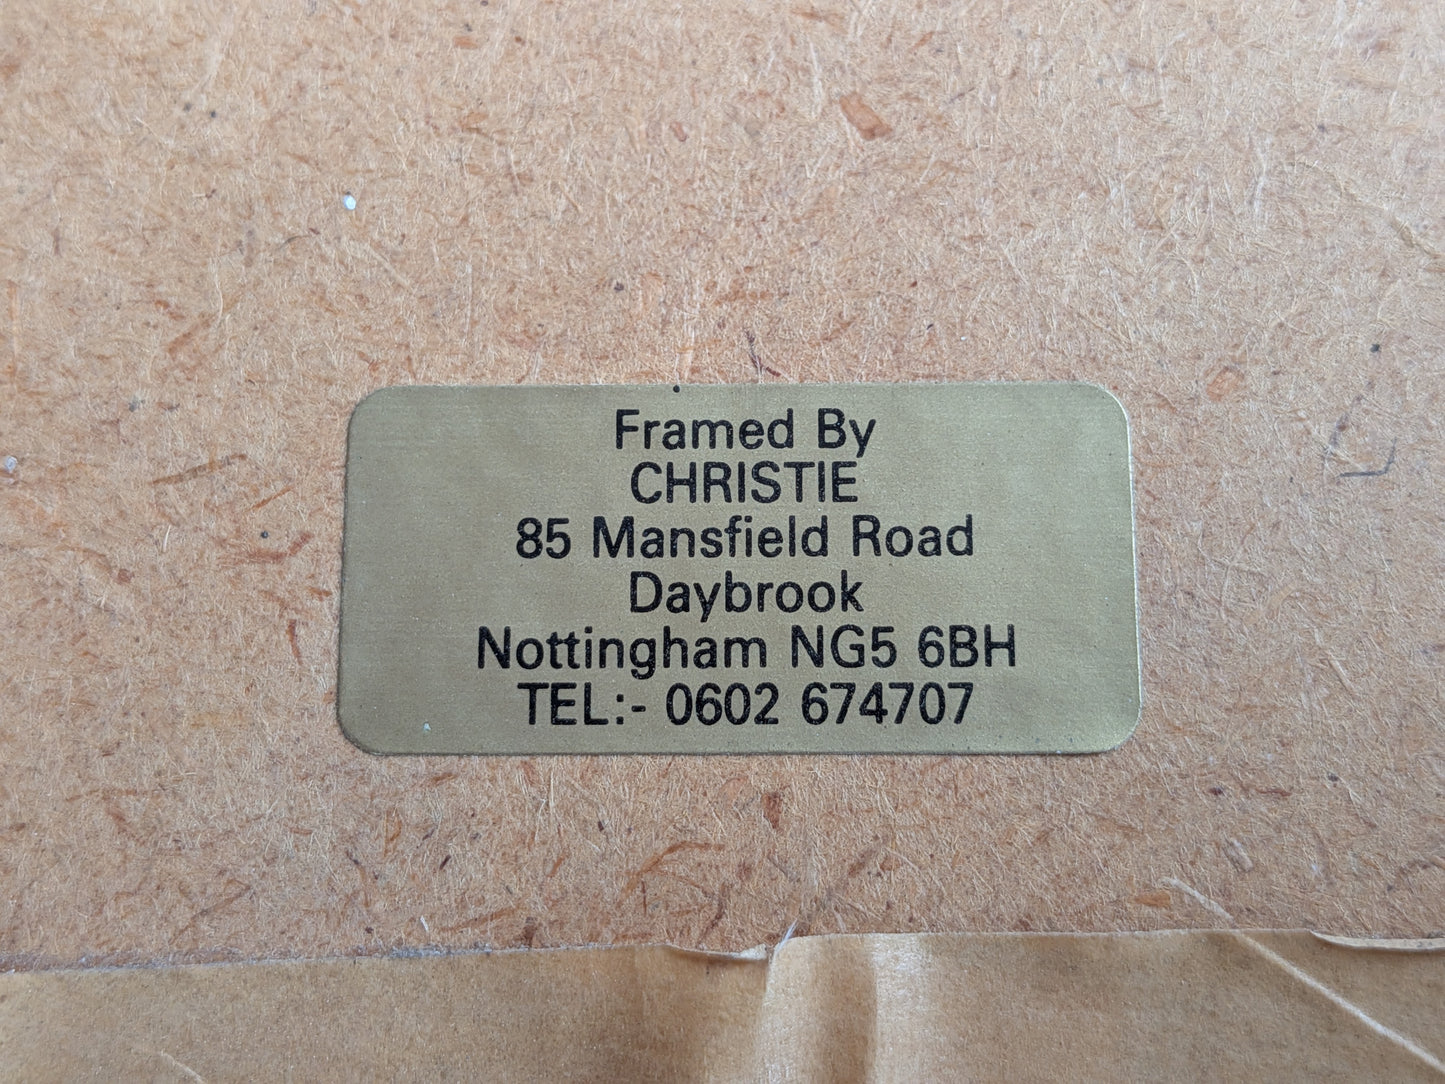 Framed By
CHRISTIE
85 Mansfield Road
Daybrook
Nottingham NG5 6BH
TEL:- 0602 674707